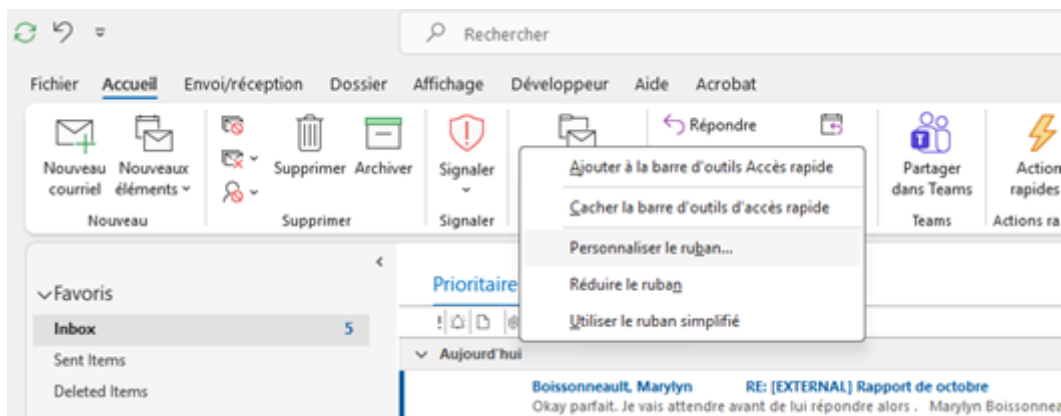 Rechercher
Fichier Accueil Envoi/réception Dossier Affichage Développeur Aide Acrobat
Nouveau courriel
Nouveaux éléments
Supprimer
Archiver
Signaler
Répondre
Partager dans Teams
Action
rapides
Nouveau
Supprimer
Signaler
Teams
Actions ra
Ajouter à la barre d'outils Accès rapide
Cacher la barre d'outils d'accès rapide
Personnaliser le ruban...
Réduire le ruban
Utiliser le ruban simplifié
Favoris
Inbox 5
Sent Items
Deleted Items
Prioritaire
Aujourd'hui
Boissonneault, Marylyn RE: [EXTERNAL] Rapport de octobre
Okay parfait. Je vais attendre avant de lui répondre alors . Marylyn Boissonnea